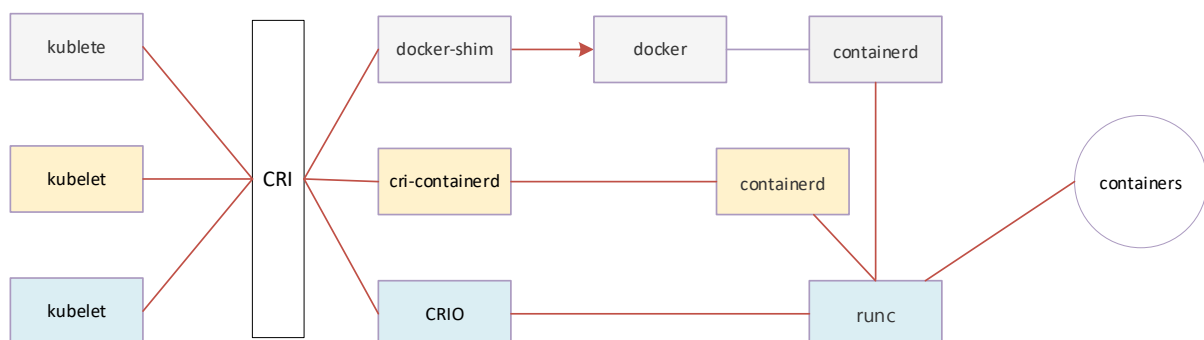 kublete
docker-shim
docker
containerd
kubelet
CRI
cri-containerd
containerd
containers
kubelet
CRIO
runc